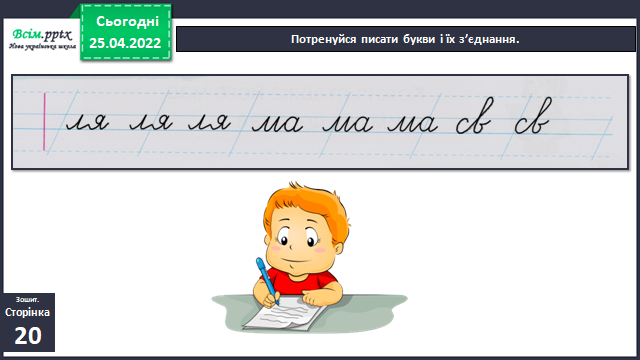 Всім.pptx
Нова українська школа
Сьогодні
25.04.2022
Потренуйся писати букви і їх з’єднання.
ля ля ля ма ма ма св св
Зошит.
Сторінка
20